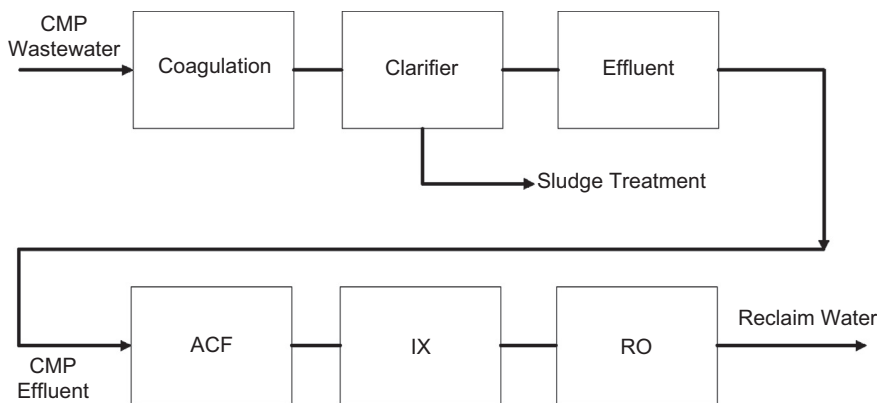 CMP
Wastewater
Coagulation
Clarifier
Effluent
Sludge Treatment
CMP
Effluent
ACF
IX
RO
Reclaim Water